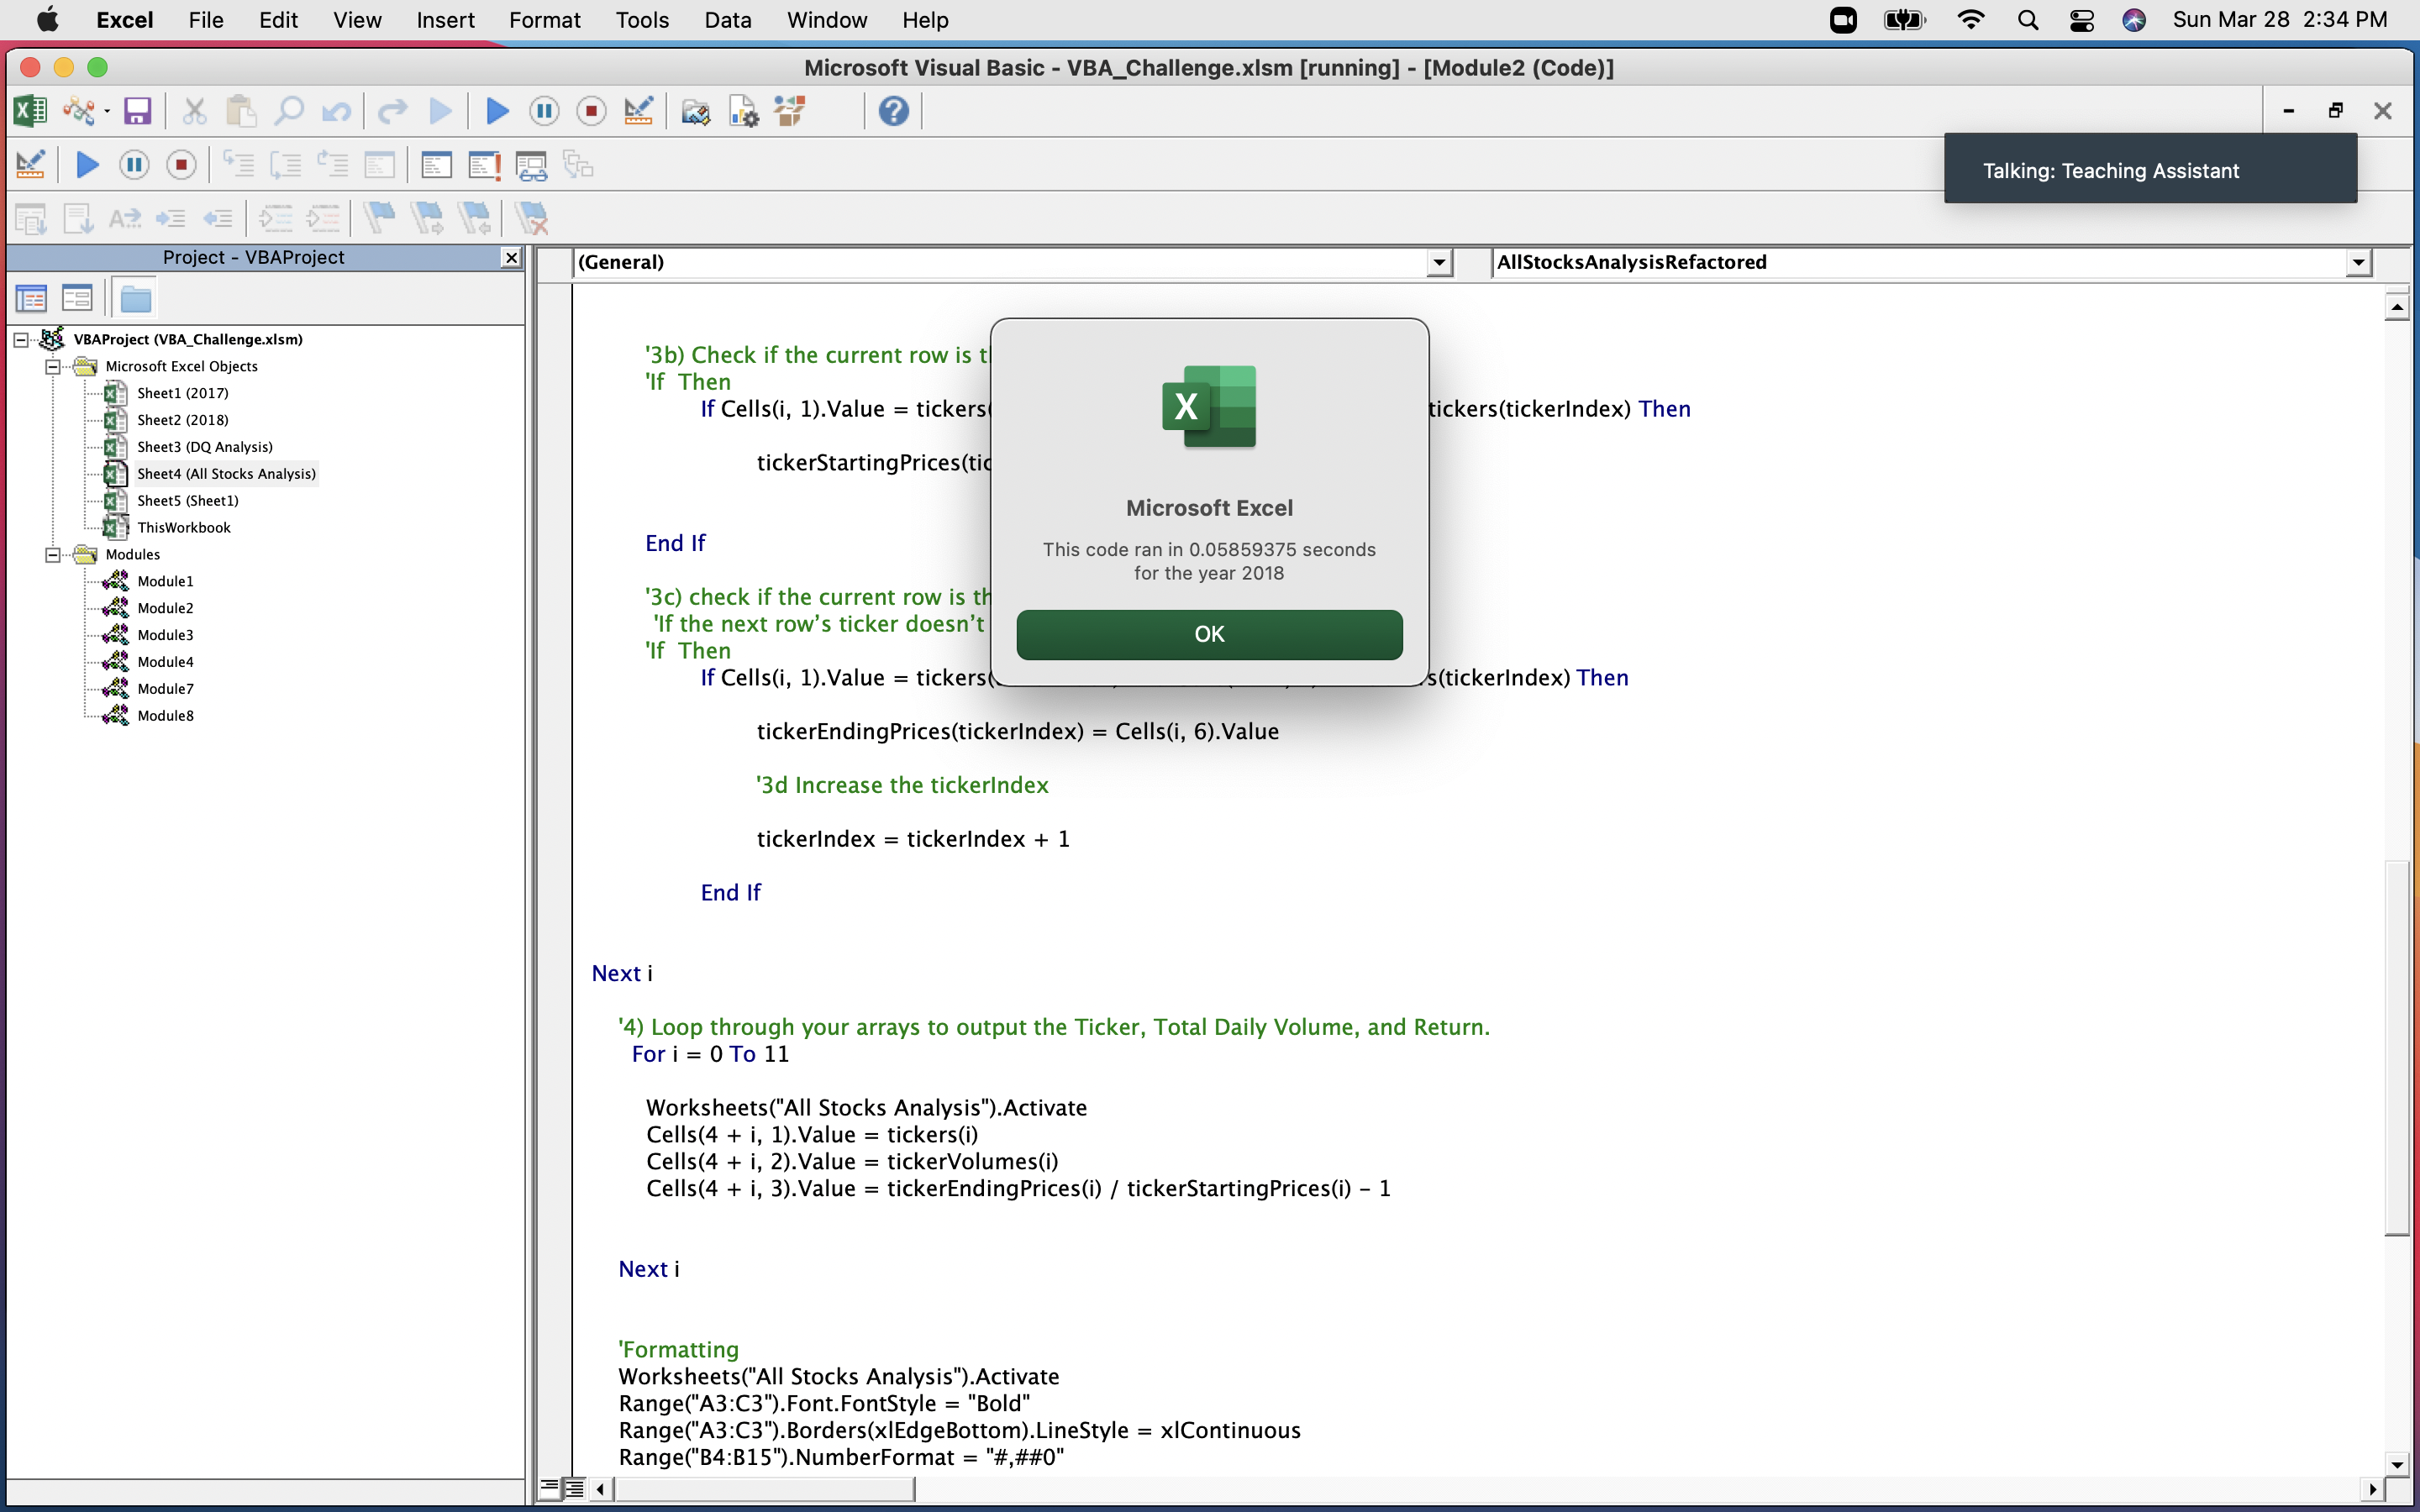 Excel File Edit View Insert Format Tools Data Window Help Sun Mar 28 2:34 PM
Microsoft Visual Basic - VBA_Challenge.xlsm [running] - [Module2 (Code)]
Talking: Teaching Assistant
Project - VBAProject
(General) AllStocksAnalysisRefactored
VBAProject (VBA_Challenge.xlsm)
Microsoft Excel Objects
Sheet1 (2017)
Sheet2 (2018)
Sheet3 (DQ Analysis)
Sheet4 (All Stocks Analysis)
Sheet5 (Sheet1)
ThisWorkbook
Modules
Module1
Module2
Module3
Module4
Module7
Module8
'3b) Check if the current row is
'If Then
If Cells(i, 1).Value = tickers( tickers(tickerIndex) Then
tickerStartingPrices(
End If
'3c) check if the current row is
'If the next row's ticker doesn't
'If Then
If Cells(i, 1).Value = tickers( (tickerIndex) Then
tickerEndingPrices(tickerIndex) = Cells(i, 6).Value
'3d Increase the tickerIndex
tickerIndex = tickerIndex + 1
End If
Next i
'4) Loop through your arrays to output the Ticker, Total Daily Volume, and Return.
For i = 0 To 11
Worksheets("All Stocks Analysis").Activate
Cells(4 + i, 1).Value = tickers(i)
Cells(4 + i, 2).Value = tickerVolumes(i)
Cells(4 + i, 3).Value = tickerEndingPrices(i) / tickerStartingPrices(i) - 1
Next i
'Formatting
Worksheets("All Stocks Analysis").Activate
Range("A3:C3").Font.FontStyle = "Bold"
Range("A3:C3").Borders(xlEdgeBottom).LineStyle = xlContinuous
Range("B4:B15").NumberFormat = "#,##0"
Microsoft Excel
This code ran in 0.05859375 seconds
for the year 2018
OK